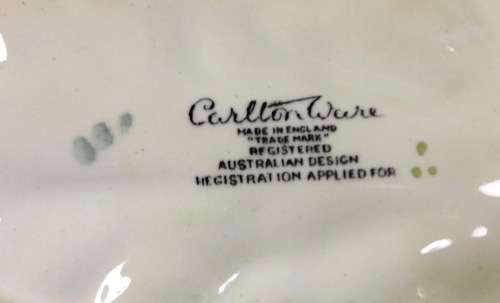 Carlton Ware
MADE IN ENGLAND
"TRADE MARK"
REGISTERED
AUSTRALIAN DESIGN
REGISTRATION APPLIED FOR